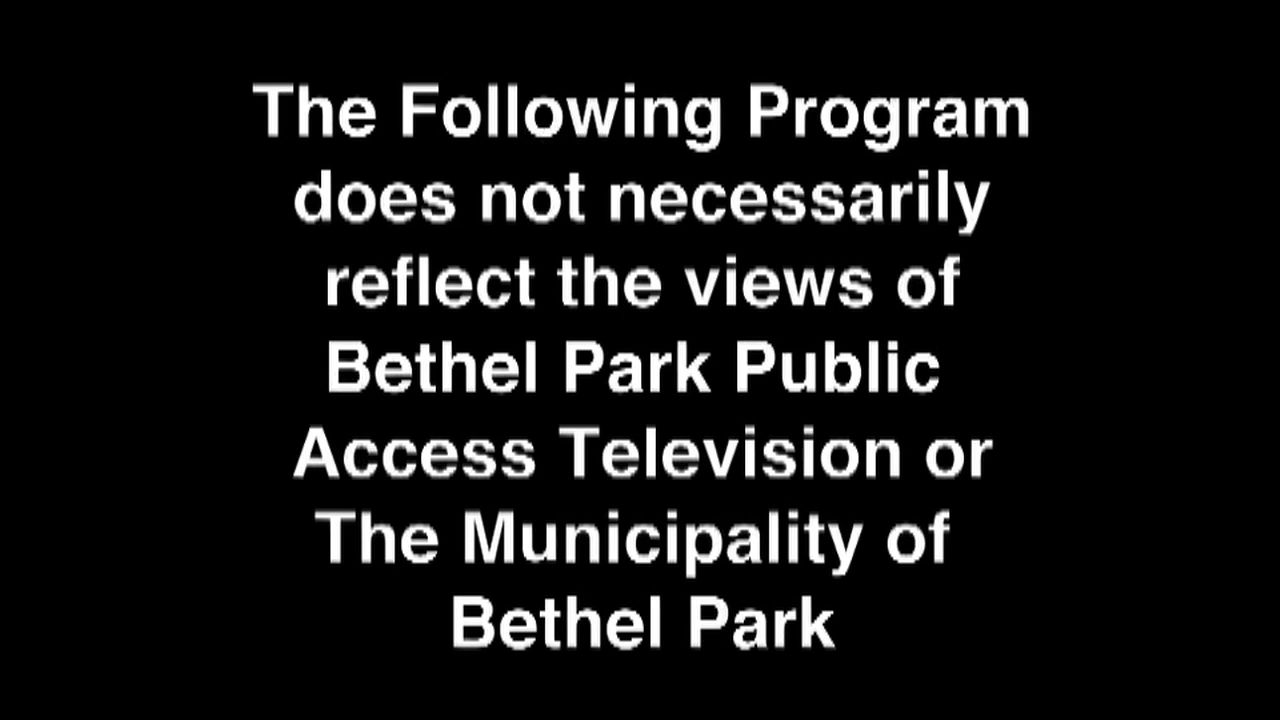 The Following Program
does not necessarily
reflect the views of
Bethel Park Public
Access Television or
The Municipality of
Bethel Park